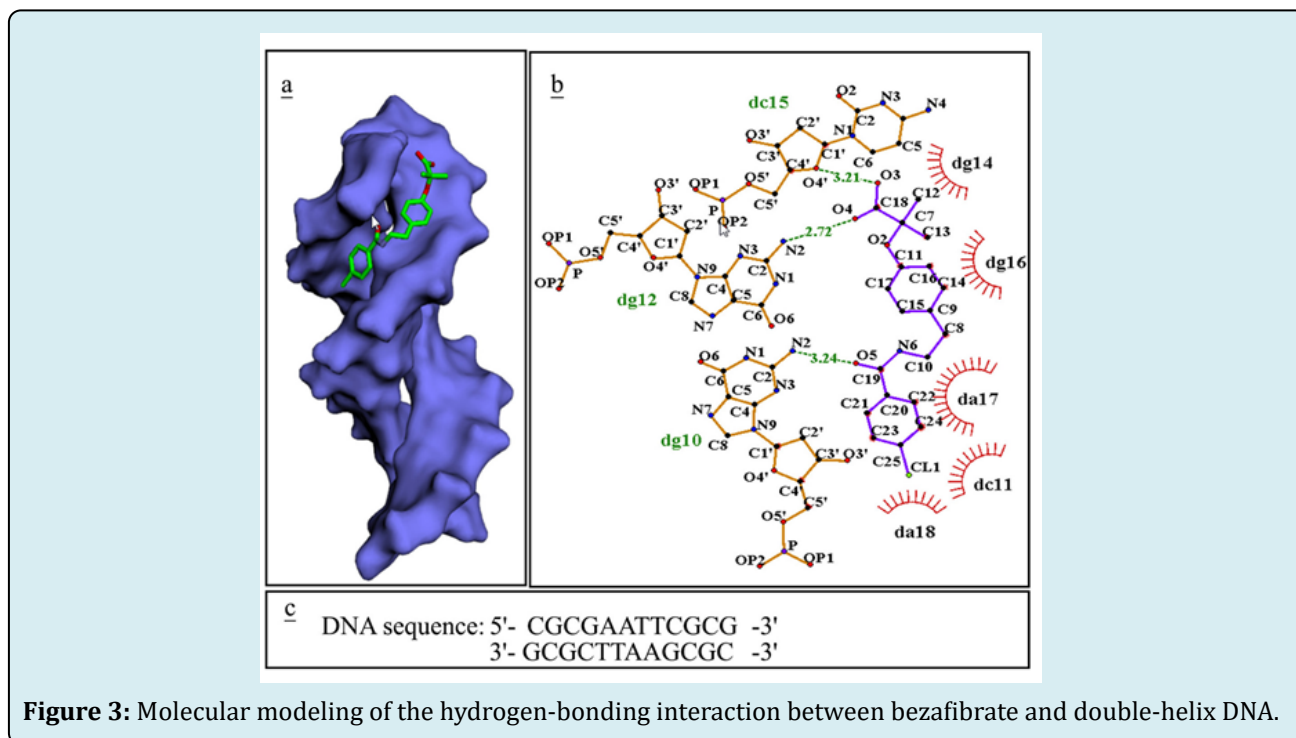 a
b
dc15
O2
N3
N4
C2
N1
C5
C6
C2'
O3'
C3'
C1'
C4'
O4'
3.21
O3
dg14
OP1
O5'
C5'
P
OP2
O4
C18
C12
C7
C13
2.72
O2
O3'
C3'
C2'
C5'
C4'
C1'
O4'
OP1
O5'
P
OP2
N3
N2
C2
N1
N9
C4
C5
C8
C6
N7
O6
dg12
C11
C17
C16
C14
C15
C9
dg16
C8
N6
C10
O5
C19
3.24
O6
N1
N2
C6
C2
C5
N3
N7
C4
N9
C8
dg10
C21
C22
C20
C23
C24
C25
CL1
da17
dc11
da18
C2'
C1'
C3'
O3'
O4'
C4'
C5'
O5'
P
OP2
OP1
c
DNA sequence: 5'- CGCGAATTCGCG -3'
3'- GCGCTTAAGCGC -3'
Figure 3: Molecular modeling of the hydrogen-bonding interaction between bezafibrate and double-helix DNA.